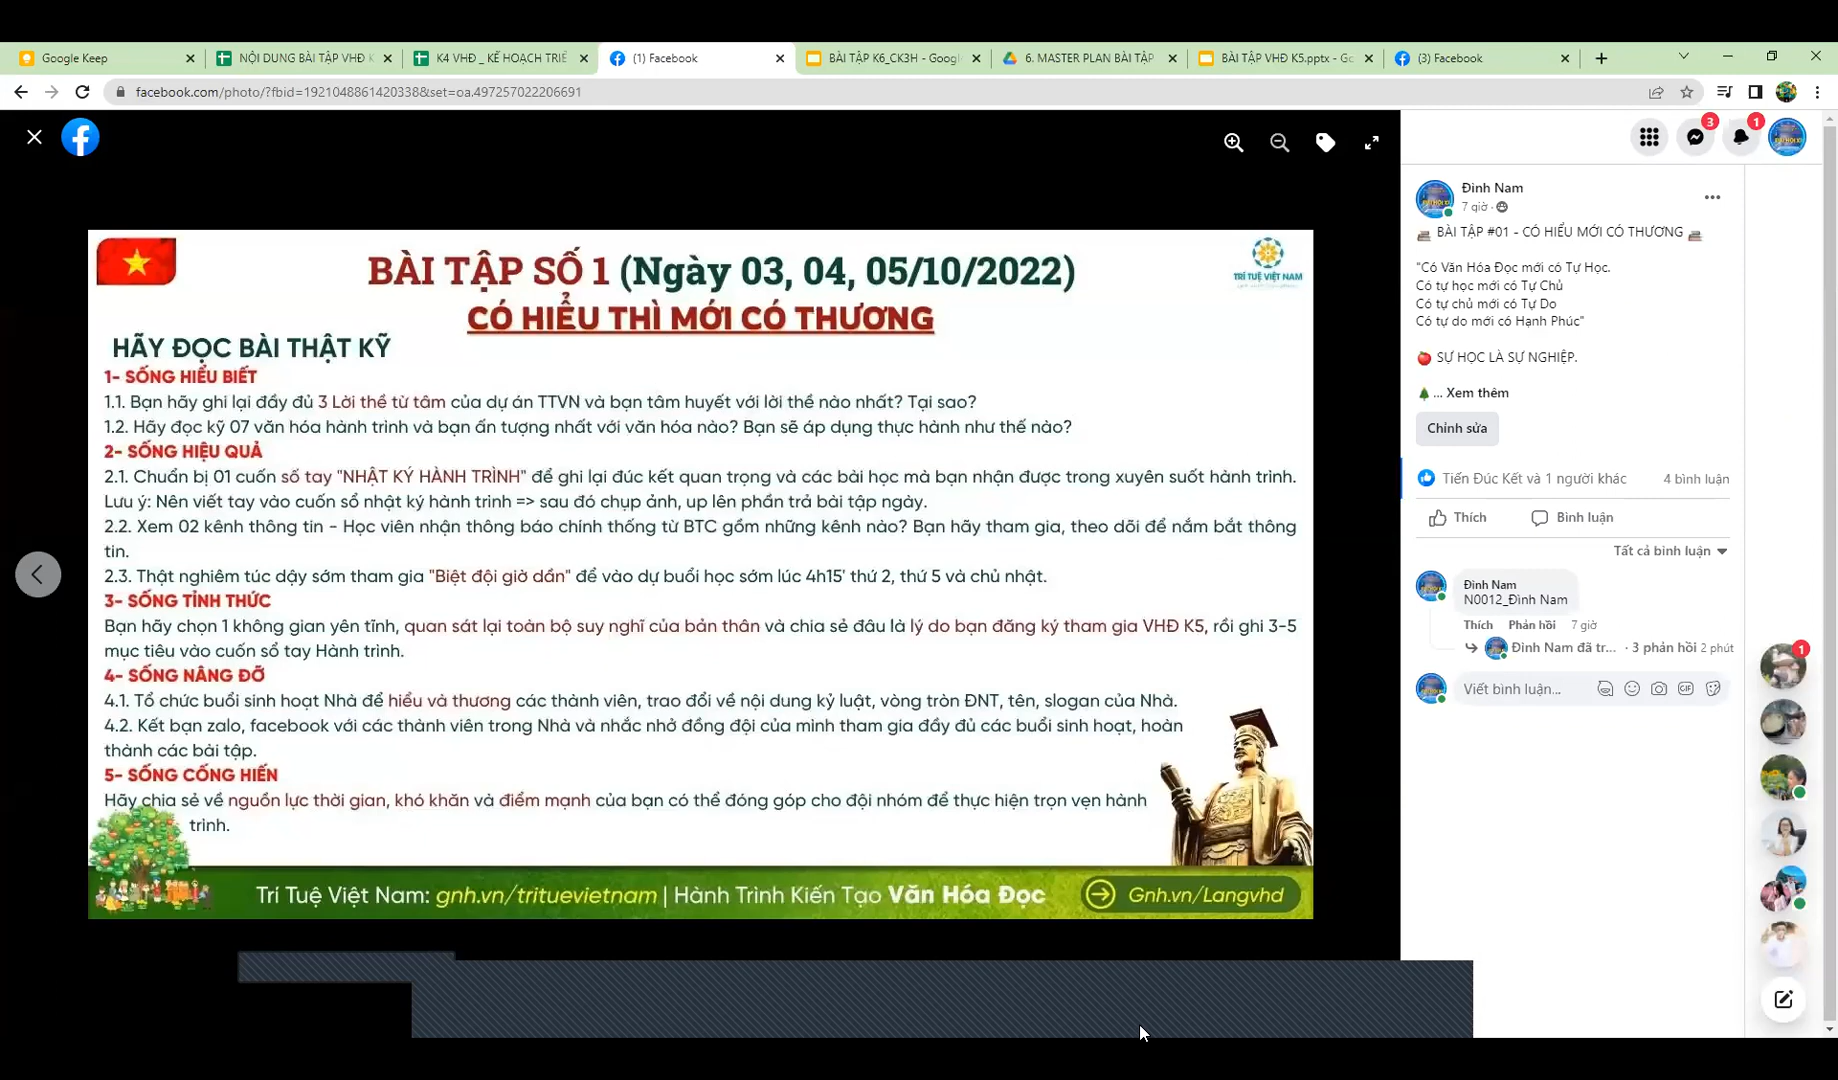 Google Keep
NỘI DUNG BÀI TẬP VHĐ K
K4 VHĐ _ KẾ HOẠCH TRIỂ
(1) Facebook
BÀI TẬP K6_CK3H - Googl
6. MASTER PLAN BÀI TẬP
BÀI TẬP VHĐ K5.pptx - Gc
(3) Facebook
facebook.com/photo/?fbid=1921048861420338&set=oa.497257022206691
BÀI TẬP SỐ 1 (Ngày 03, 04, 05/10/2022)
TRÍ TUỆ VIỆT NAM
CÓ HIỂU THÌ MỚI CÓ THƯƠNG
HÃY ĐỌC BÀI THẬT KỸ
1- SỐNG HIỂU BIẾT
1.1. Bạn hãy ghi lại đầy đủ 3 Lời thề từ tâm của dự án TTVN và bạn tâm huyết với lời thề nào nhất? Tại sao?
1.2. Hãy đọc kỹ 07 văn hóa hành trình và bạn ấn tượng nhất với văn hóa nào? Bạn sẽ áp dụng thực hành như thế nào?
2- SỐNG HIỆU QUẢ
2.1. Chuẩn bị 01 cuốn sổ tay "NHẬT KÝ HÀNH TRÌNH" để ghi lại đúc kết quan trọng và các bài học mà bạn nhận được trong xuyên suốt hành trình.
Lưu ý: Nên viết tay vào cuốn sổ nhật ký hành trình => sau đó chụp ảnh, up lên phần trả bài tập ngày.
2.2. Xem 02 kênh thông tin - Học viên nhận thông báo chính thống từ BTC gồm những kênh nào? Bạn hãy tham gia, theo dõi để nắm bắt thông
tin.
2.3. Thật nghiêm túc dậy sớm tham gia "Biệt đội giờ dần" để vào dự buổi học sớm lúc 4h15' thứ 2, thứ 5 và chủ nhật.
3- SỐNG TỈNH THỨC
Bạn hãy chọn 1 không gian yên tĩnh, quan sát lại toàn bộ suy nghĩ của bản thân và chia sẻ đâu là lý do bạn đăng ký tham gia VHĐ K5, rồi ghi 3-5
mục tiêu vào cuốn sổ tay Hành trình.
4- SỐNG NÂNG ĐỠ
4.1. Tổ chức buổi sinh hoạt Nhà để hiểu và thương các thành viên, trao đổi về nội dung kỷ luật, vòng tròn ĐNT, tên, slogan của Nhà.
4.2. Kết bạn zalo, facebook với các thành viên trong Nhà và nhắc nhở đồng đội của mình tham gia đầy đủ các buổi sinh hoạt, hoàn
thành các bài tập.
5- SỐNG CỐNG HIẾN
Hãy chia sẻ về nguồn lực thời gian, khó khăn và điểm mạnh của bạn có thể đóng góp cho đội nhóm để thực hiện trọn vẹn hành
trình.
Trí Tuệ Việt Nam: gnh.vn/trituevietnam | Hành Trình Kiến Tạo Văn Hóa Đọc
Gnh.vn/Langvhd
3
1
Đình Nam
7 giờ
BÀI TẬP #01 - CÓ HIỂU MỚI CÓ THƯƠNG
"Có Văn Hóa Đọc mới có Tự Học.
Có tự học mới có Tự Chủ
Có tự chủ mới có Tự Do
Có tự do mới có Hạnh Phúc"
SỰ HỌC LÀ SỰ NGHIỆP.
... Xem thêm
Chỉnh sửa
Tiến Đúc Kết và 1 người khác
4 bình luận
Thích
Bình luận
Tất cả bình luận
Đình Nam
N0012_Đình Nam
Thích Phản hồi 7 giờ
Đình Nam đã tr... · 3 phản hồi 2 phút
Viết bình luận...
GIF
1